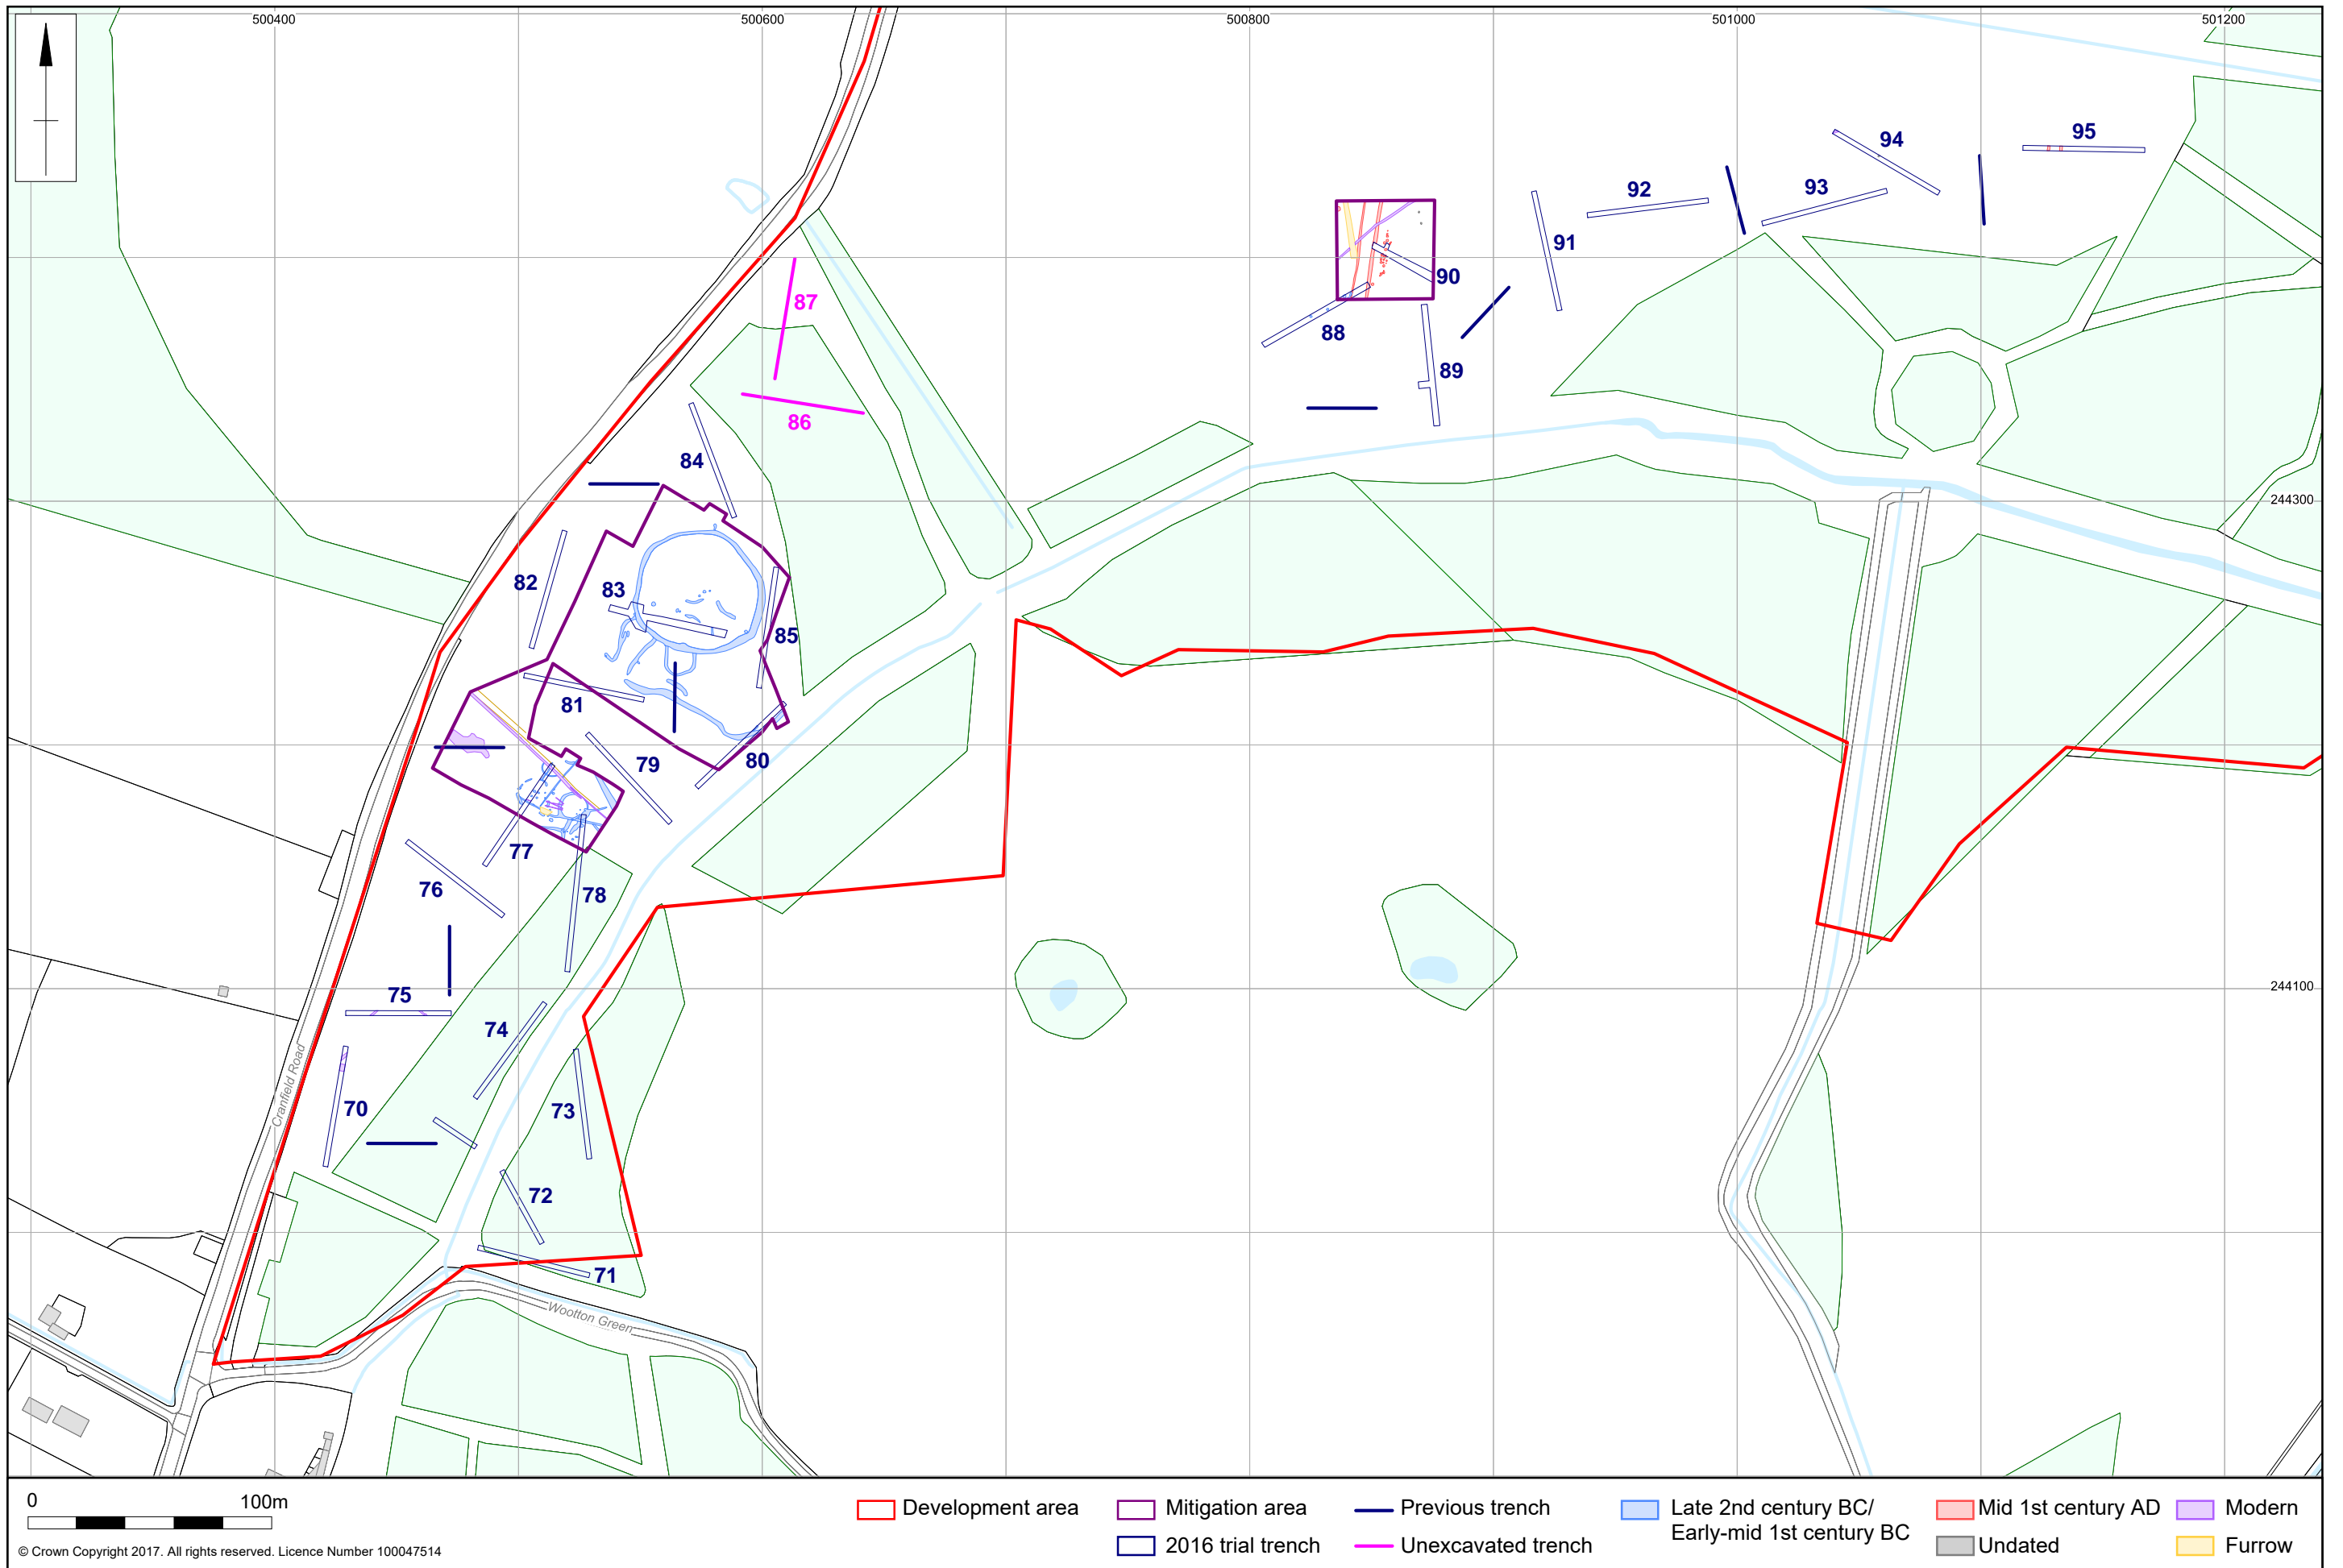 500400
500600
500800
501000
501200
94
95
92
93
91
90
87
88
89
86
84
244300
82
83
85
81
79
80
77
76
78
244100
75
74
Cranfield Road
70
73
72
71
Wootton Green
0 100m
© Crown Copyright 2017. All rights reserved. Licence Number 100047514
Development area
Mitigation area
2016 trial trench
Previous trench
Unexcavated trench
Late 2nd century BC/
Early-mid 1st century BC
Mid 1st century AD
Undated
Modern
Furrow